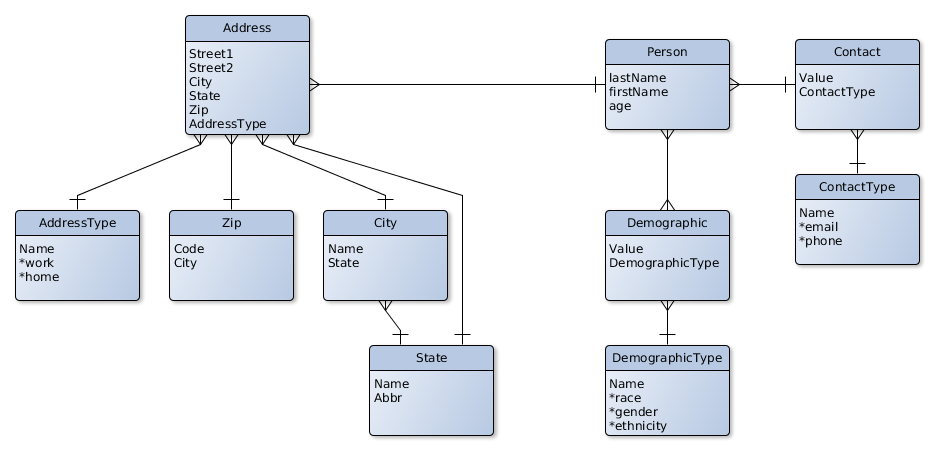 Address
Street1
Street2
City
State
Zip
AddressType
Person
lastName
firstName
age
Contact
Value
ContactType
AddressType
Name
*work
*home
Zip
Code
City
City
Name
State
Demographic
Value
DemographicType
ContactType
Name
*email
*phone
State
Name
Abbr
DemographicType
Name
*race
*gender
*ethnicity